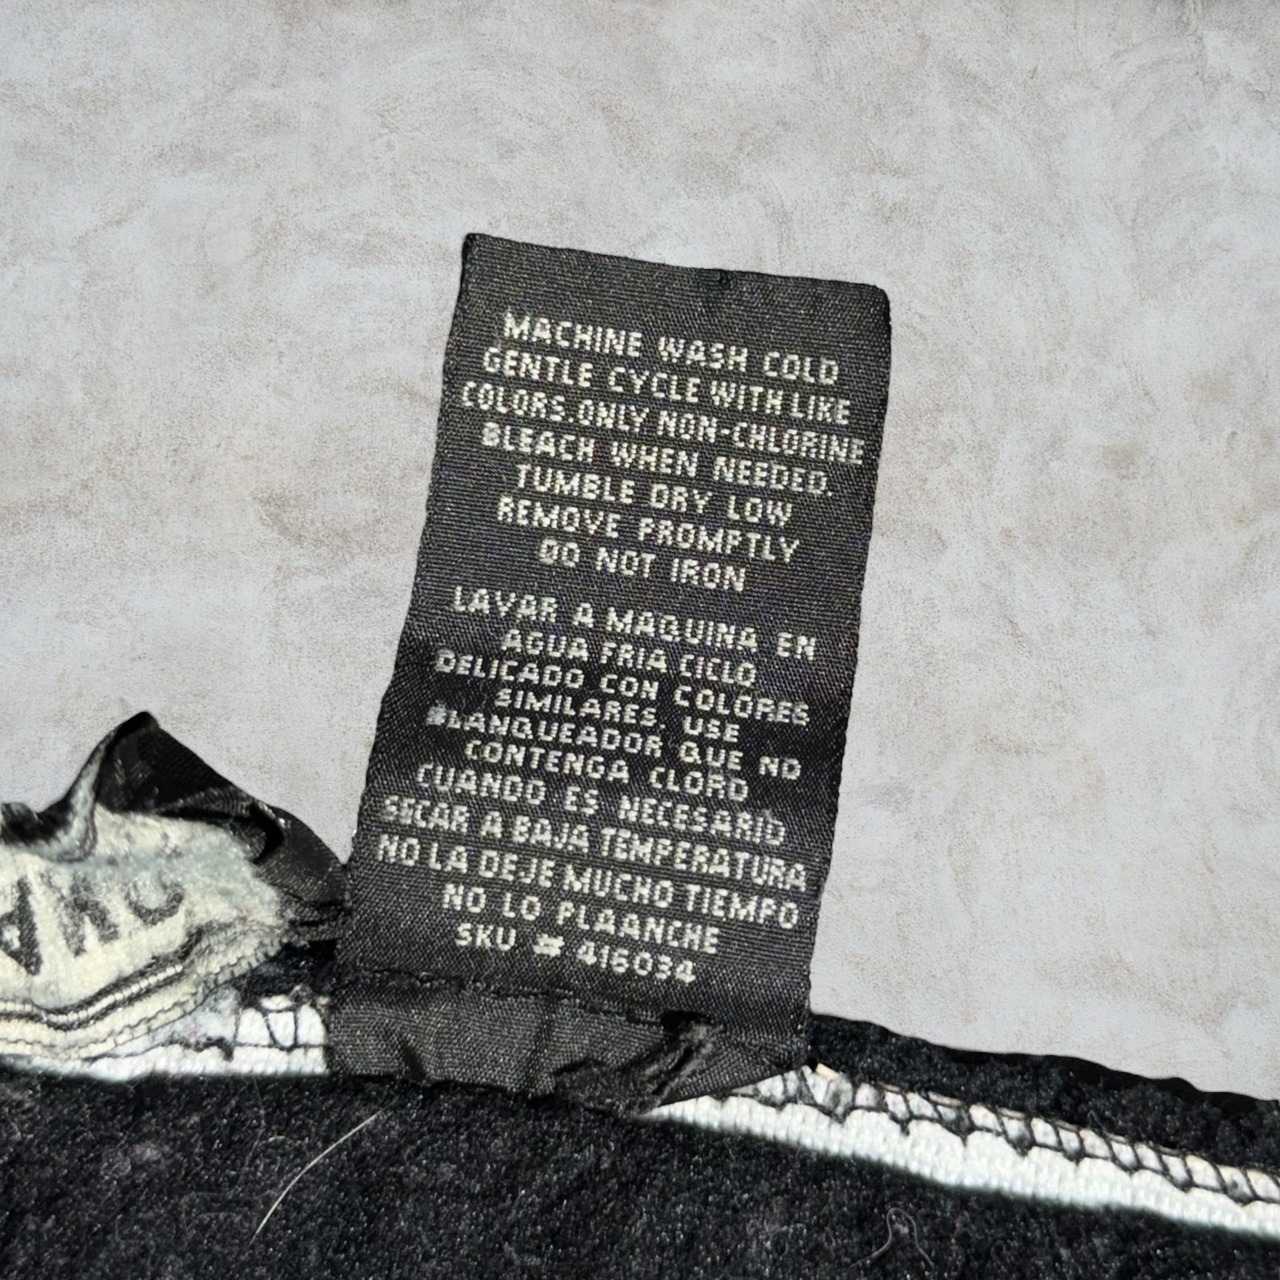 MACHINE WASH COLD
GENTLE CYCLE WITH LIKE
COLORS.ONLY NON-CHLORINE
BLEACH WHEN NEEDED.
TUMBLE DRY LOW
REMOVE PROMPTLY
DO NOT IRON
LAVAR A MAQUINA EN
AGUA FRIA CICLO
DELICADO CON COLORES
SIMILARES. USE
BLANQUEADOR QUE NO
CONTENGA CLORO
CUANDO ES NECESARIO
SECAR A BAJA TEMPERATURA
NO LA DEJE MUCHO TIEMPO
NO LO PLAANCHE
SKU # 416034